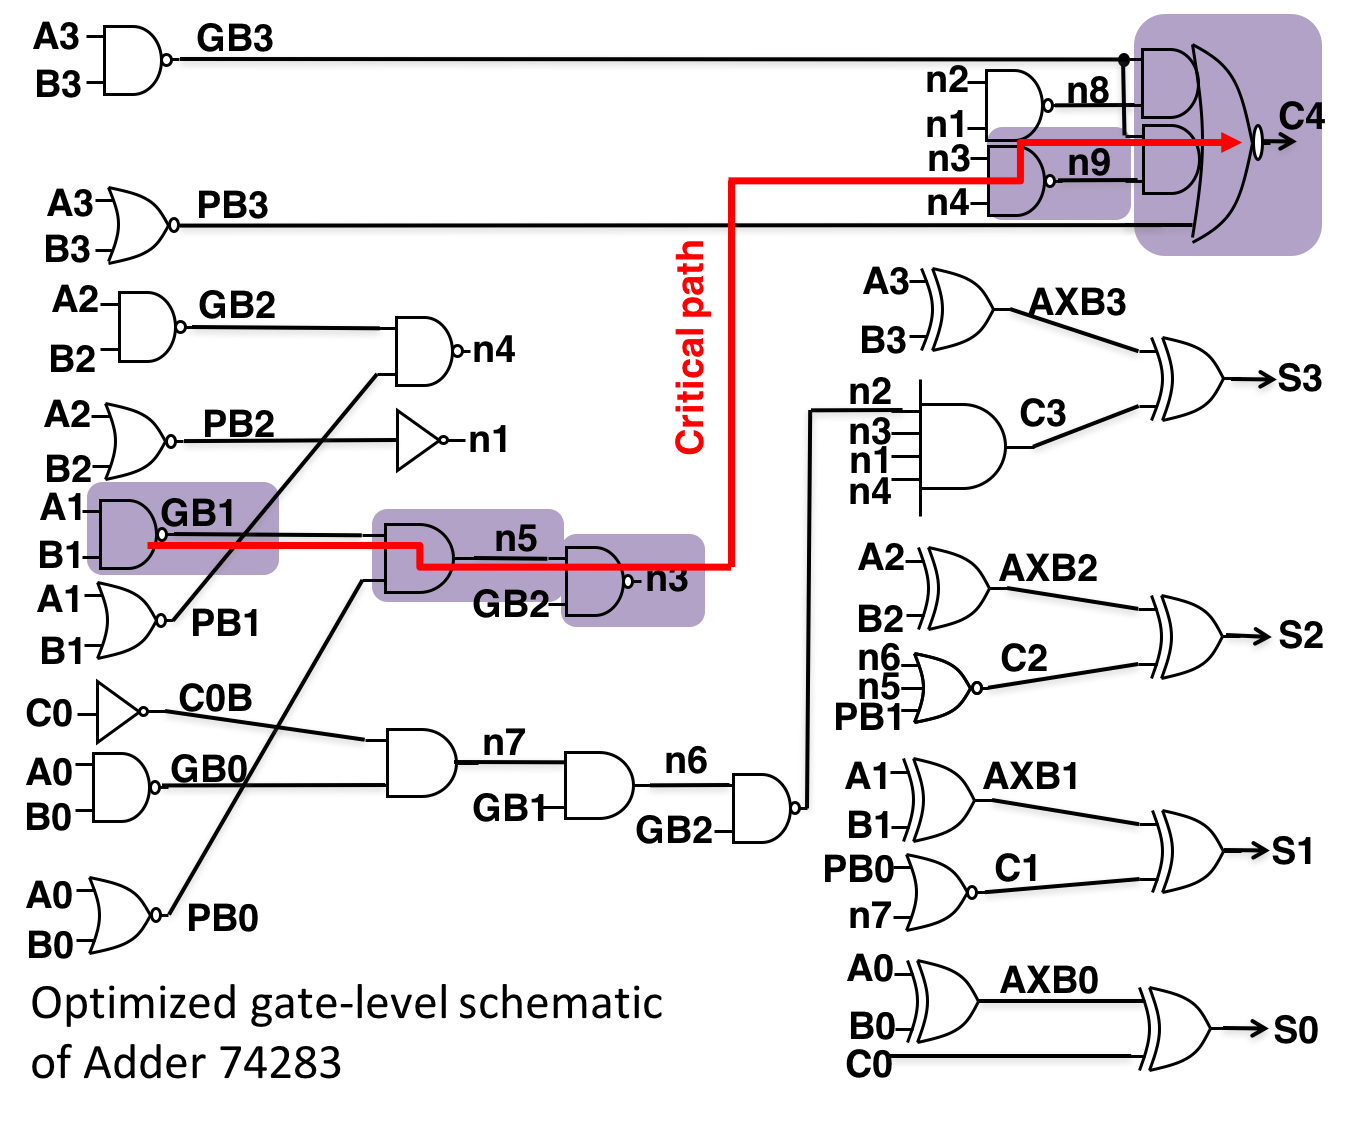 A3
B3
GB3
n2
n1
n8
C4
n3
n4
n9
A3
B3
PB3
A2
B2
GB2
n4
A2
B2
PB2
n1
Critical path
A1
B1
GB1
n5
GB2
n3
A1
B1
PB1
C0
C0B
A0
B0
GB0
n7
GB1
n6
GB2
A0
B0
PB0
A3
B3
AXB3
n2
n3
n1
n4
C3
S3
A2
B2
AXB2
n6
n5
PB1
C2
S2
A1
B1
AXB1
PB0
n7
C1
S1
A0
B0
AXB0
C0
S0
Optimized gate-level schematic
of Adder 74283